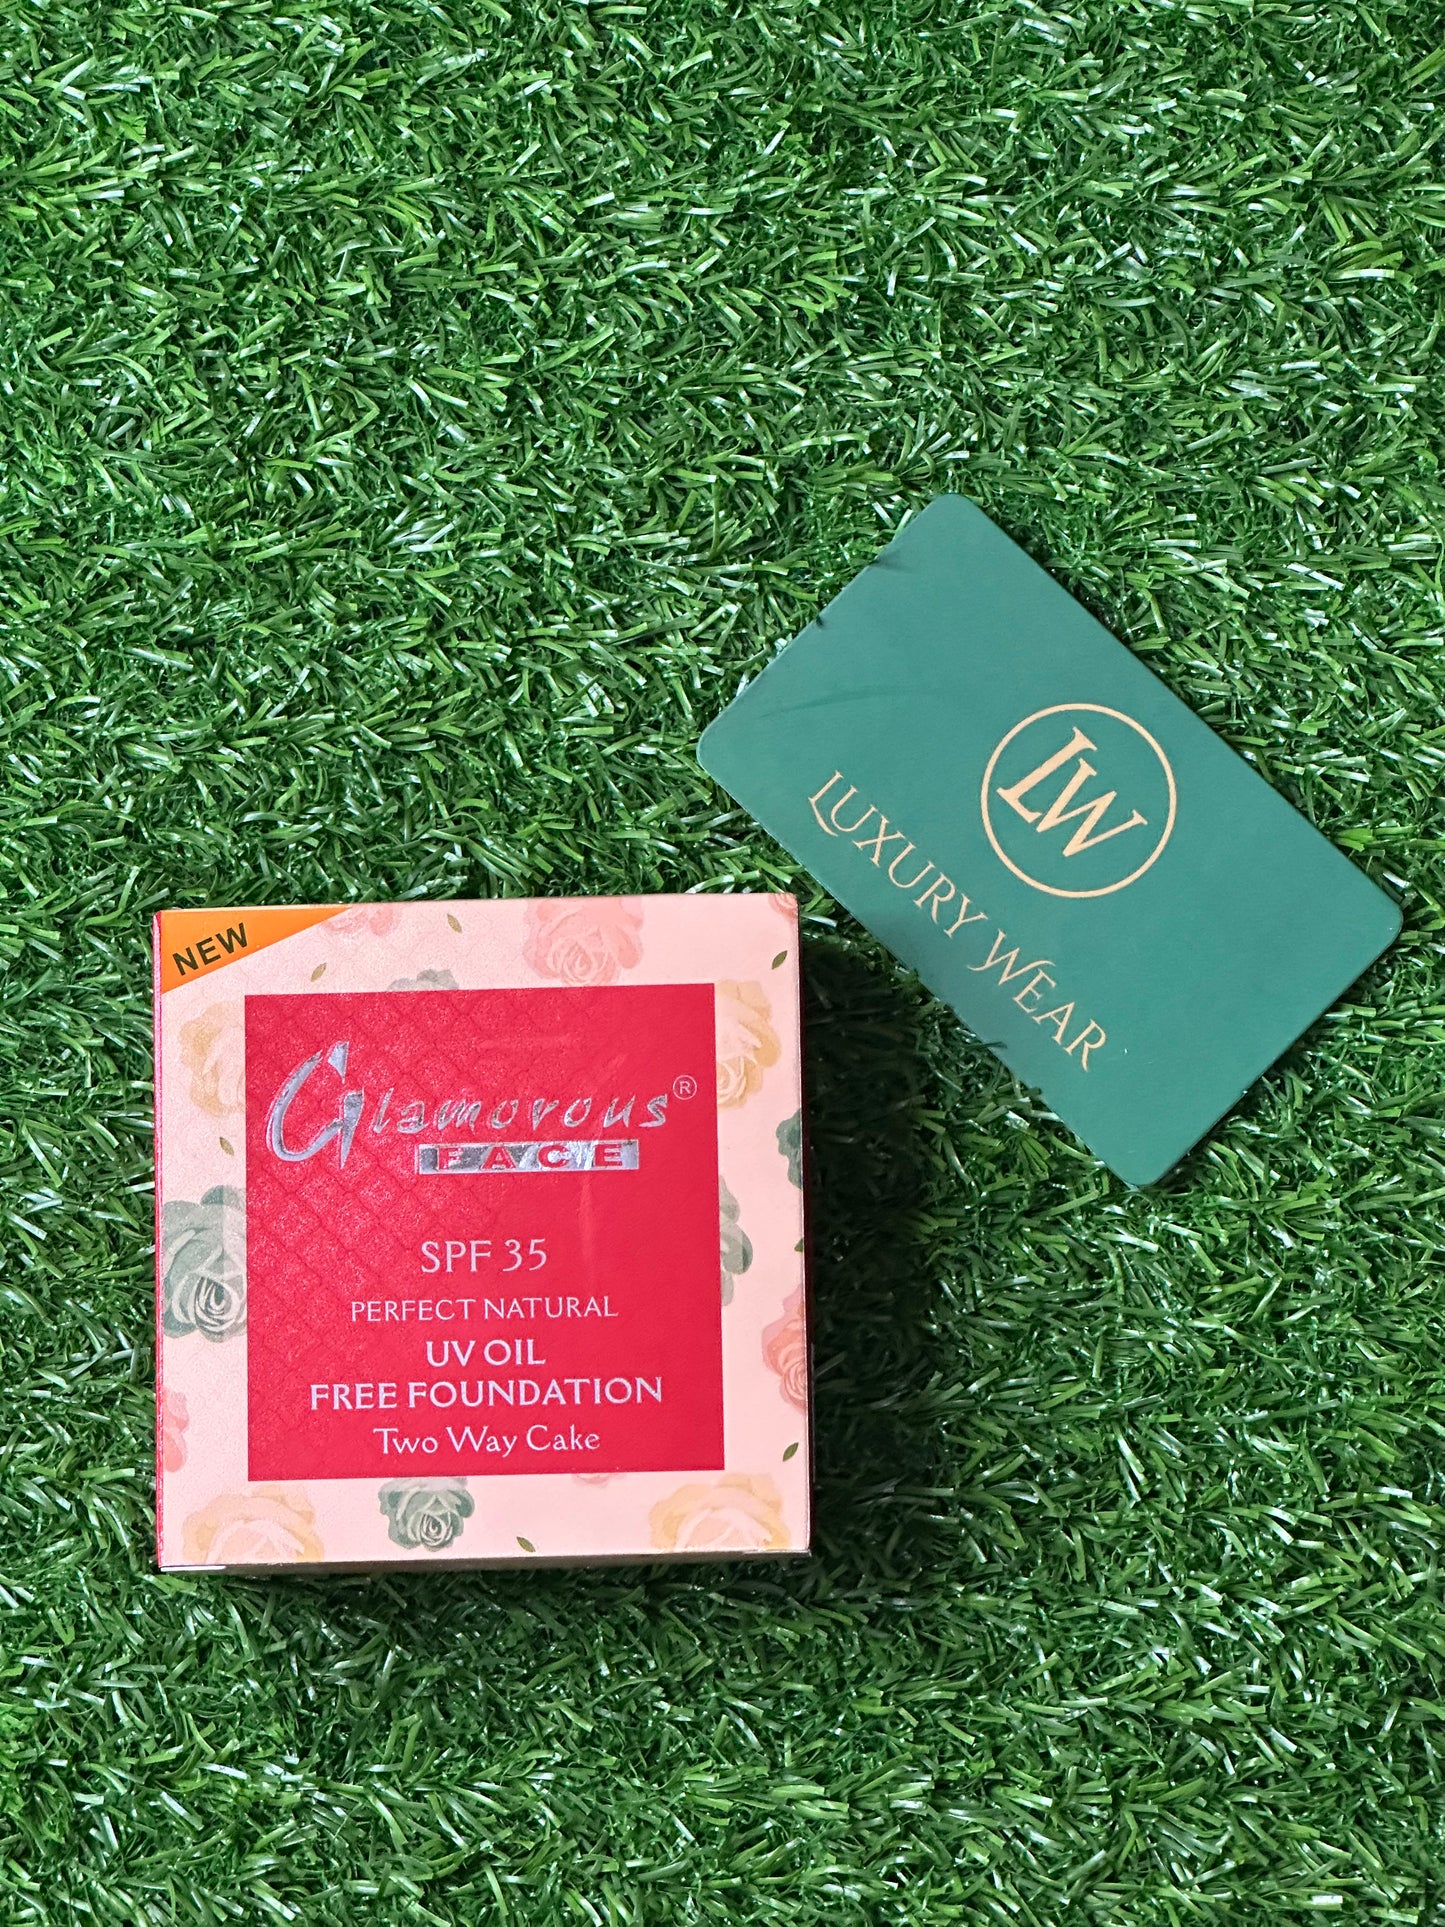 LW
LUXURY WEAR
NEW
Glamorous®
FACE
SPF 35
PERFECT NATURAL
UV OIL
FREE FOUNDATION
Two Way Cake